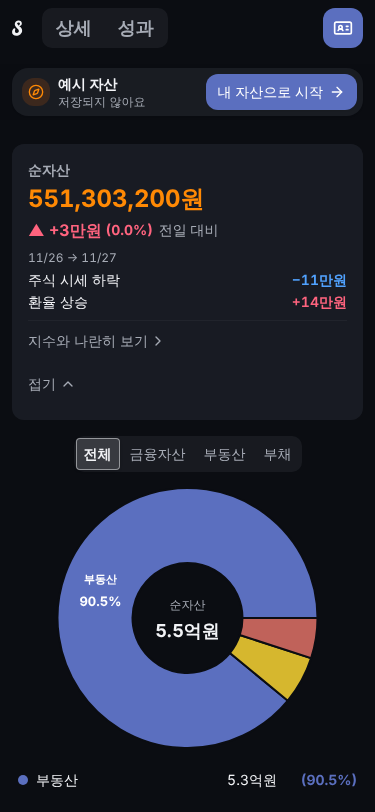 상세 성과
예시 자산
저장되지 않아요
내 자산으로 시작 →
순자산
551,303,200원
▲ +3만원 (0.0%) 전일 대비
11/26 → 11/27
주식 시세 하락 −11만원
환율 상승 +14만원
지수와 나란히 보기
접기
전체 금융자산 부동산 부채
부동산
90.5%
순자산
5.5억원
부동산 5.3억원 (90.5%)